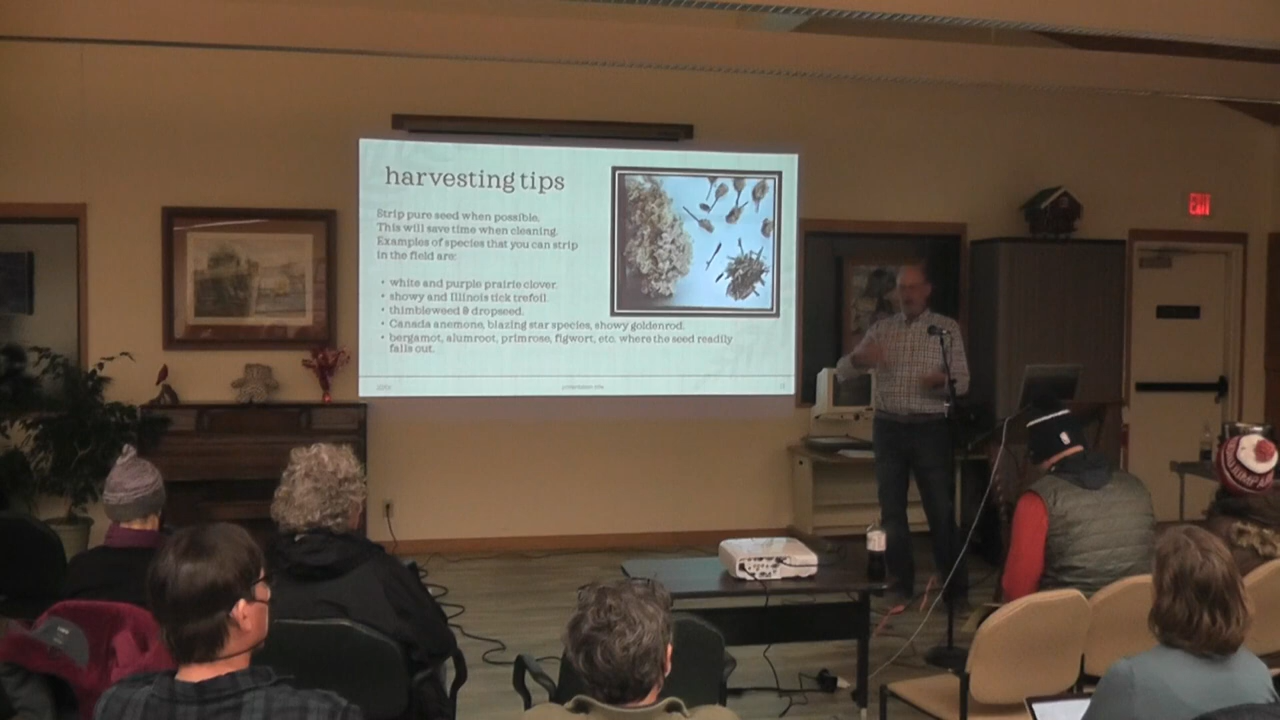 harvesting tips
Strip pure seed when possible.
This will save time when cleaning.
Examples of species that you can strip
in the field are:
• white and purple prairie clover.
• showy and Illinois tick trefoil.
• thimbleweed & dropseed.
• Canada anemone, blazing star species, showy goldenrod.
• bergamot, alumroot, primrose, figwort, etc. where the seed readily
falls out.
presentation title
EXIT